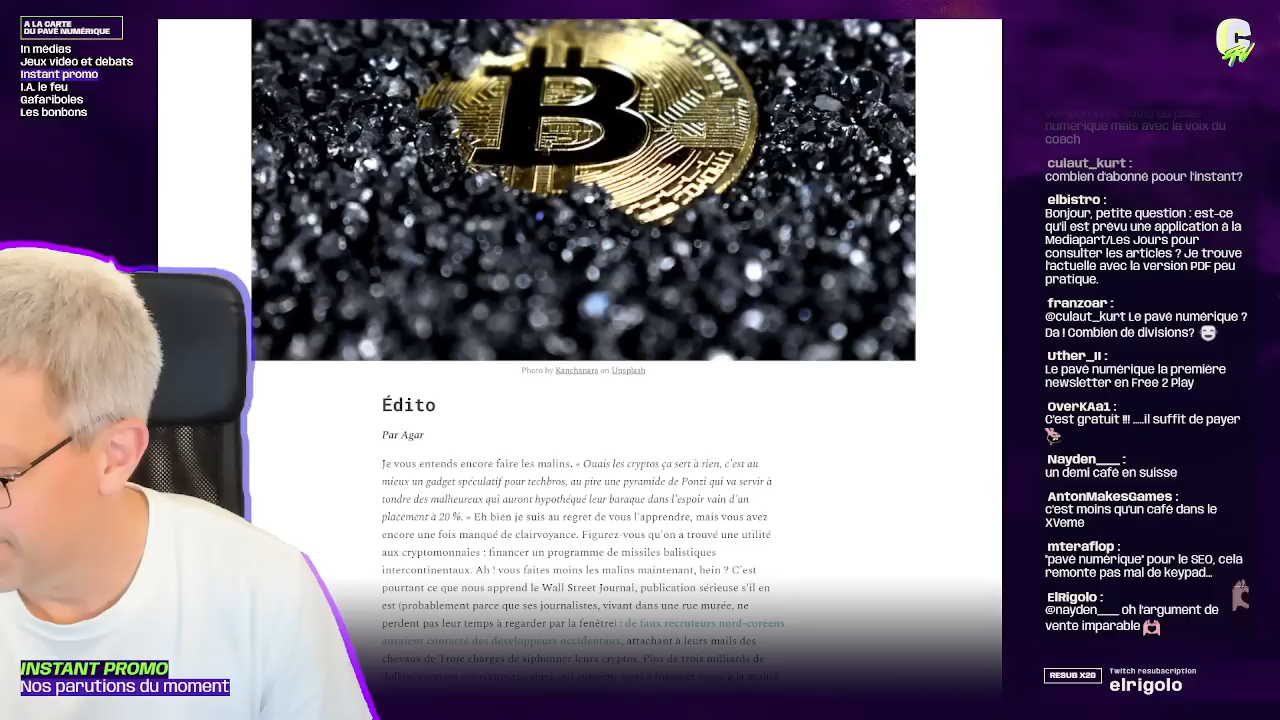 A LA CARTE
DU PAVÉ NUMÉRIQUE
In médias
Jeux vidéo et debats
Instant promo
I.A. le feu
Gafariboles
Les bonbons
Photo by Kanchanara on Unsplash
Édito
Par Agar
Je vous entends encore faire les malins. « Ouais les cryptos ça sert à rien, c'est au
mieux un gadget spéculatif pour techbros, au pire une pyramide de Ponzi qui va servir à
tondre des malheureux qui auront hypothéqué leur baraque dans l'espoir vain d'un
placement à 20 %. » Eh bien je suis au regret de vous l'apprendre, mais vous avez
encore une fois manqué de clairvoyance. Figurez-vous qu'on a trouvé une utilité
aux cryptomonnaies : financer un programme de missiles balistiques
intercontinentaux. Ah ! vous faites moins les malins maintenant, hein ? C'est
pourtant ce que nous apprend le Wall Street Journal, publication sérieuse s'il en
est (probablement parce que ses journalistes, vivant dans une rue murée, ne
perdent pas leur temps à regarder par la fenêtre) : de faux recruteurs nord-coréens
auraient contacté des développeurs occidentaux, attachant à leurs mails des
chevaux de Troie chargés de siphonner leurs cryptos. Plus de trois milliards de
INSTANT PROMO
Nos parutions du moment
numérique mais avec la voix du
coach
culaut_kurt :
combien d'abonné poour l'instant?
elbistro :
Bonjour, petite question : est-ce
qu'il est prévu une application à la
Mediapart/Les Jours pour
consulter les articles ? Je trouve
l'actuelle avec la version PDF peu
pratique.
franzoar :
@culaut_kurt Le pavé numérique ?
Da ! Combien de divisions?
Uther_II :
Le pavé numérique la première
newsletter en Free 2 Play
OverKAa1 :
C'est gratuit !!! .....il suffit de payer
Nayden___ :
un demi café en suisse
AntonMakesGames :
c'est moins qu'un café dans le
XVeme
mteraflop :
"pavé numérique" pour le SEO, cela
remonte pas mal de keypad...
ElRigolo :
@nayden___ oh l'argument de
vente imparable
RESUB X20
Twitch resubscription
elrigolo